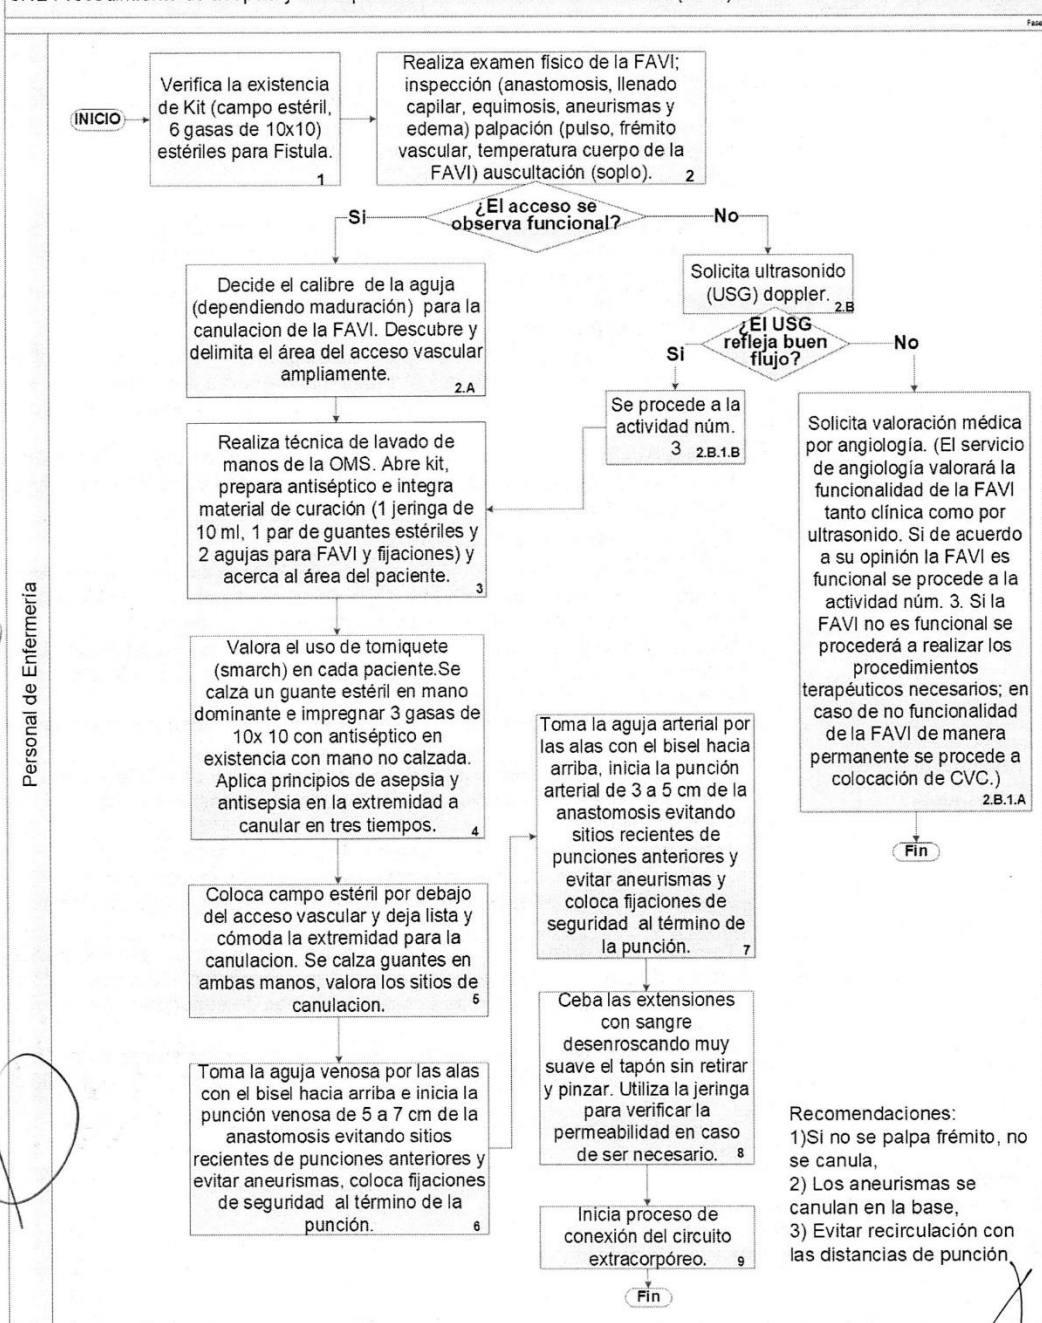 Fase
Personal de Enfermería
INICIO
Verifica la existencia
de Kit (campo estéril,
6 gasas de 10x10)
estériles para Fistula.
1
Realiza examen físico de la FAVI;
inspección (anastomosis, llenado
capilar, equimosis, aneurismas y
edema) palpación (pulso, frémito
vascular, temperatura cuerpo de la
FAVI) auscultación (soplo).
2
¿El acceso se
observa funcional?
Si
No
Decide el calibre de la aguja
(dependiendo maduración) para la
canulacion de la FAVI. Descubre y
delimita el área del acceso vascular
ampliamente.
2.A
Solicita ultrasonido
(USG) doppler.
2.B
¿El USG
refleja buen
flujo?
Si
No
Se procede a la
actividad núm.
3
2.B.1.B
Solicita valoración médica
por angiología. (El servicio
de angiología valorará la
funcionalidad de la FAVI
tanto clínica como por
ultrasonido. Si de acuerdo
a su opinión la FAVI es
funcional se procede a la
actividad núm. 3. Si la
FAVI no es funcional se
procederá a realizar los
procedimientos
terapéuticos necesarios; en
caso de no funcionalidad
de la FAVI de manera
permanente se procede a
colocación de CVC.)
2.B.1.A
Fin
Realiza técnica de lavado de
manos de la OMS. Abre kit,
prepara antiséptico e integra
material de curación (1 jeringa de
10 ml, 1 par de guantes estériles y
2 agujas para FAVI y fijaciones) y
acerca al área del paciente.
3
Valora el uso de torniquete
(smarch) en cada paciente.Se
calza un guante estéril en mano
dominante e impregnar 3 gasas de
10x 10 con antiséptico en
existencia con mano no calzada.
Aplica principios de asepsia y
antisepsia en la extremidad a
canular en tres tiempos.
4
Coloca campo estéril por debajo
del acceso vascular y deja lista y
cómoda la extremidad para la
canulacion. Se calza guantes en
ambas manos, valora los sitios de
canulacion.
5
Toma la aguja venosa por las alas
con el bisel hacia arriba e inicia la
punción venosa de 5 a 7 cm de la
anastomosis evitando sitios
recientes de punciones anteriores y
evitar aneurismas, coloca fijaciones
de seguridad al término de la
punción.
6
Toma la aguja arterial por
las alas con el bisel hacia
arriba, inicia la punción
arterial de 3 a 5 cm de la
anastomosis evitando
sitios recientes de
punciones anteriores y
evitar aneurismas y
coloca fijaciones de
seguridad al término de
la punción.
7
Ceba las extensiones
con sangre
desenroscando muy
suave el tapón sin retirar
y pinzar. Utiliza la jeringa
para verificar la
permeabilidad en caso
de ser necesario.
8
Inicia proceso de
conexión del circuito
extracorpóreo.
9
Fin
Recomendaciones:
1)Si no se palpa frémito, no
se canula,
2) Los aneurismas se
canulan en la base,
3) Evitar recirculación con
las distancias de punción